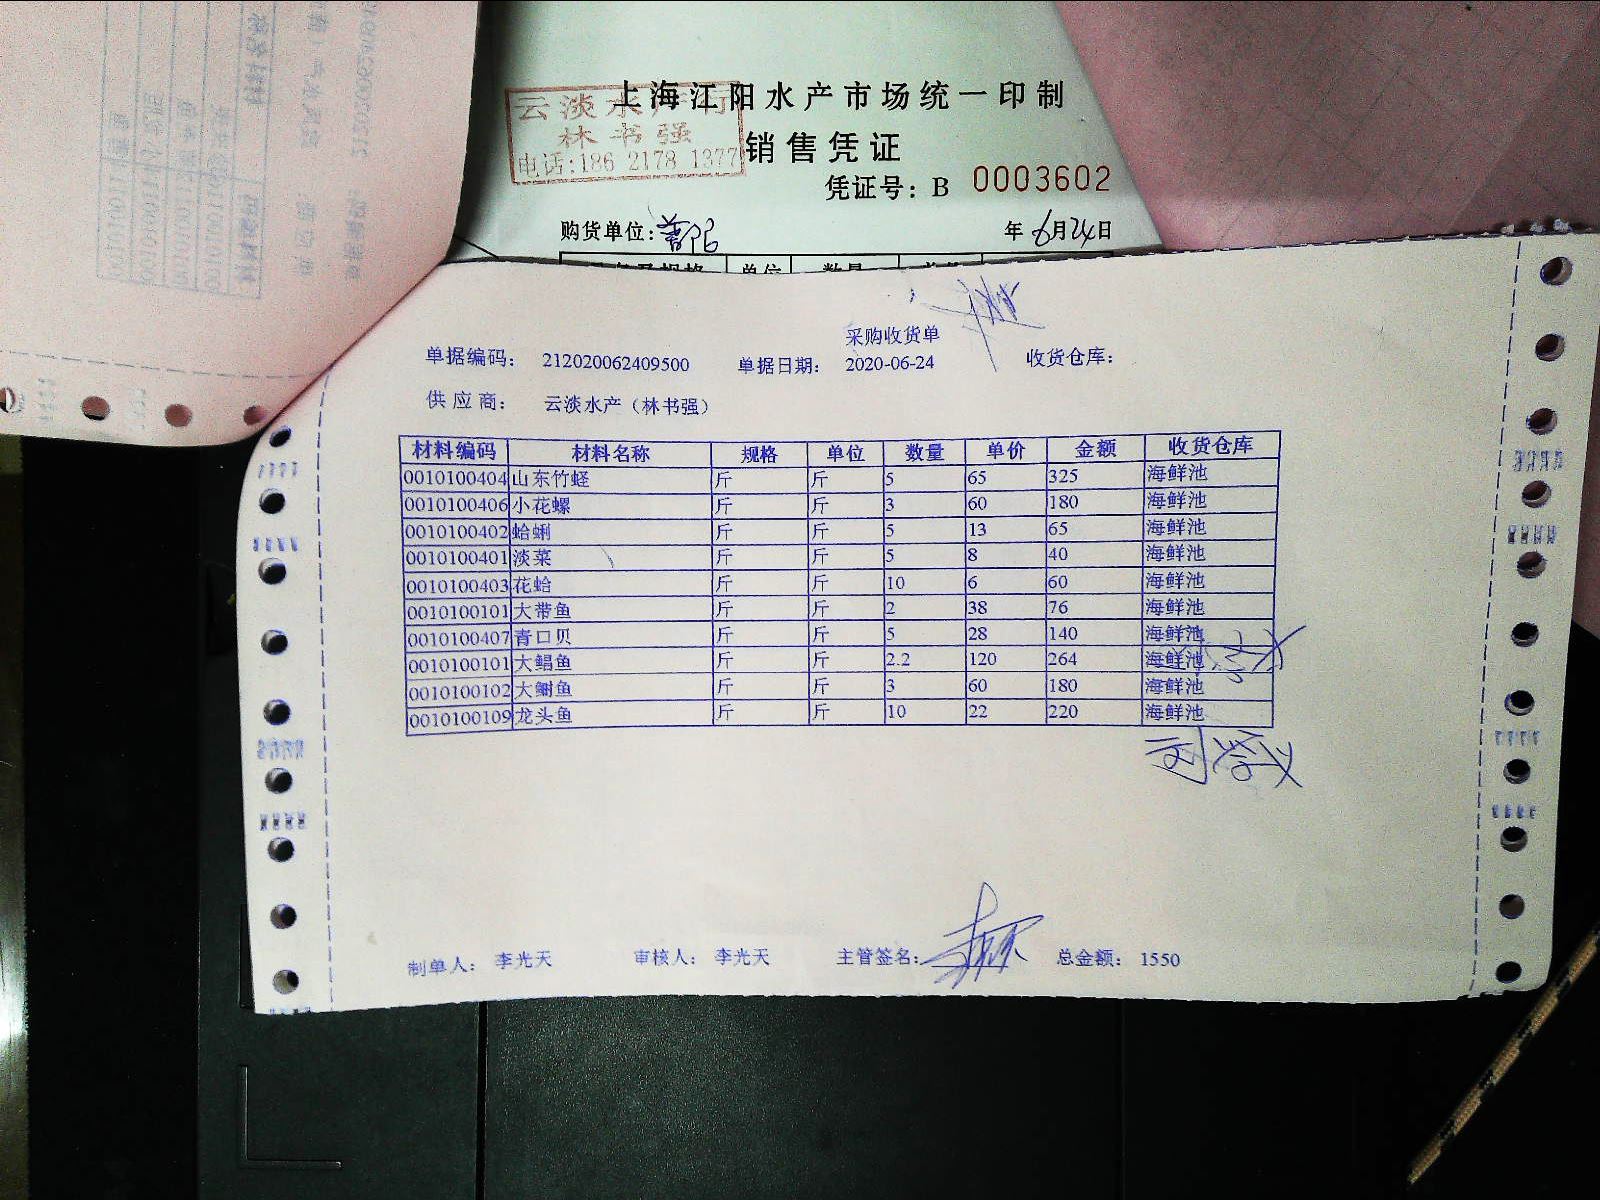 上海江阳水产市场统一印制
云淡水产行
林书强
电话:186 2178 1377
销售凭证
凭证号：B 0003602
购货单位:
年6月24日
采购收货单
单据编码： 212020062409500 单据日期： 2020-06-24 收货仓库：
供应商： 云淡水产（林书强）
材料编码 材料名称 规格 单位 数量 单价 金额 收货仓库
0010100404 山东竹蛏 斤 斤 5 65 325 海鲜池
0010100406 小花螺 斤 斤 3 60 180 海鲜池
0010100402 蛤蜊 斤 斤 5 13 65 海鲜池
0010100401 淡菜 斤 斤 5 8 40 海鲜池
0010100403 花蛤 斤 斤 10 6 60 海鲜池
0010100101 大带鱼 斤 斤 2 38 76 海鲜池
0010100407 青口贝 斤 斤 5 28 140 海鲜池
0010100101 大鲳鱼 斤 斤 2.2 120 264 海鲜池
0010100102 大鲥鱼 斤 斤 3 60 180 海鲜池
0010100109 龙头鱼 斤 斤 10 22 220 海鲜池
制单人： 李光天 审核人： 李光天 主管签名： 总金额： 1550